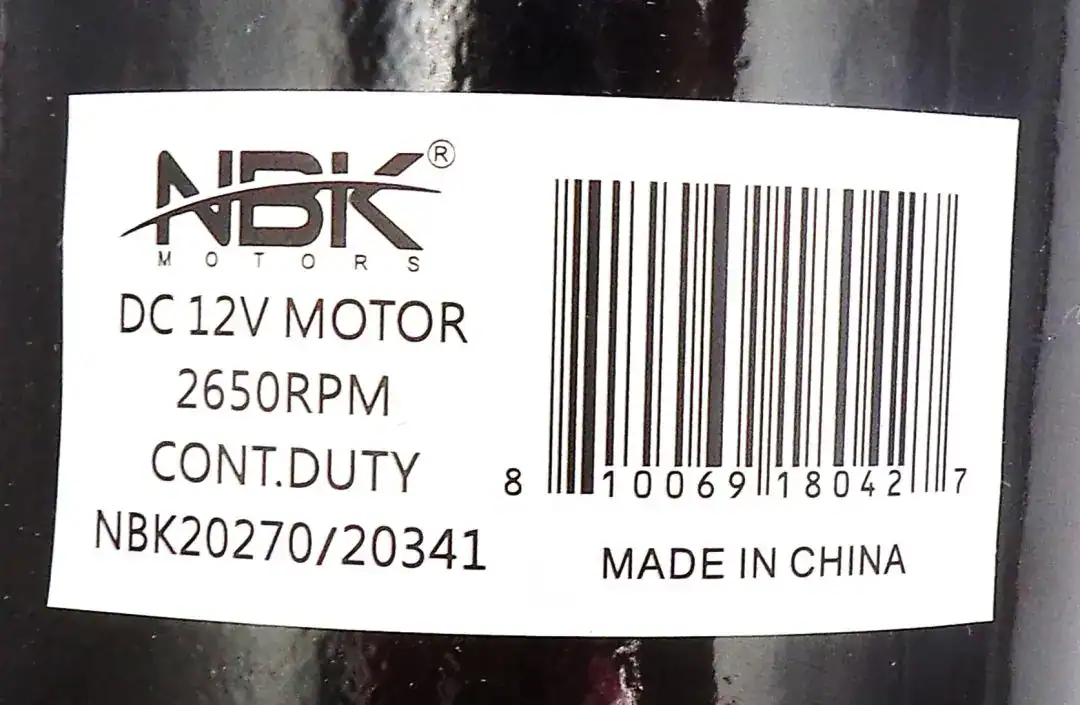 NBK®
MOTORS
DC 12V MOTOR
2650RPM
CONT.DUTY
NBK20270/20341
8 10069 18042 7
MADE IN CHINA